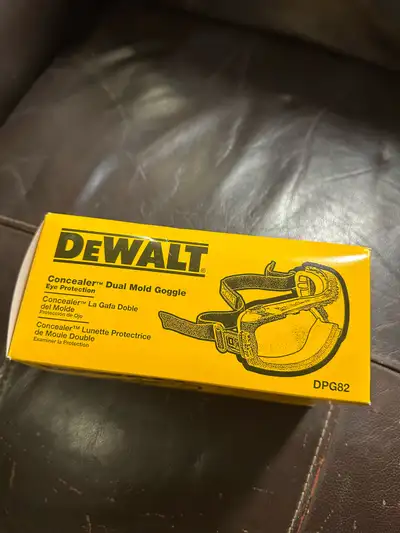 DEWALT®
Concealer™ Dual Mold Goggle
Eye Protection
Concealer™ La Gafa Doble
del Molde
Protección de Ojo
Concealer™ Lunette Protectrice
de Moule Double
Examiner la Protection
DPG82